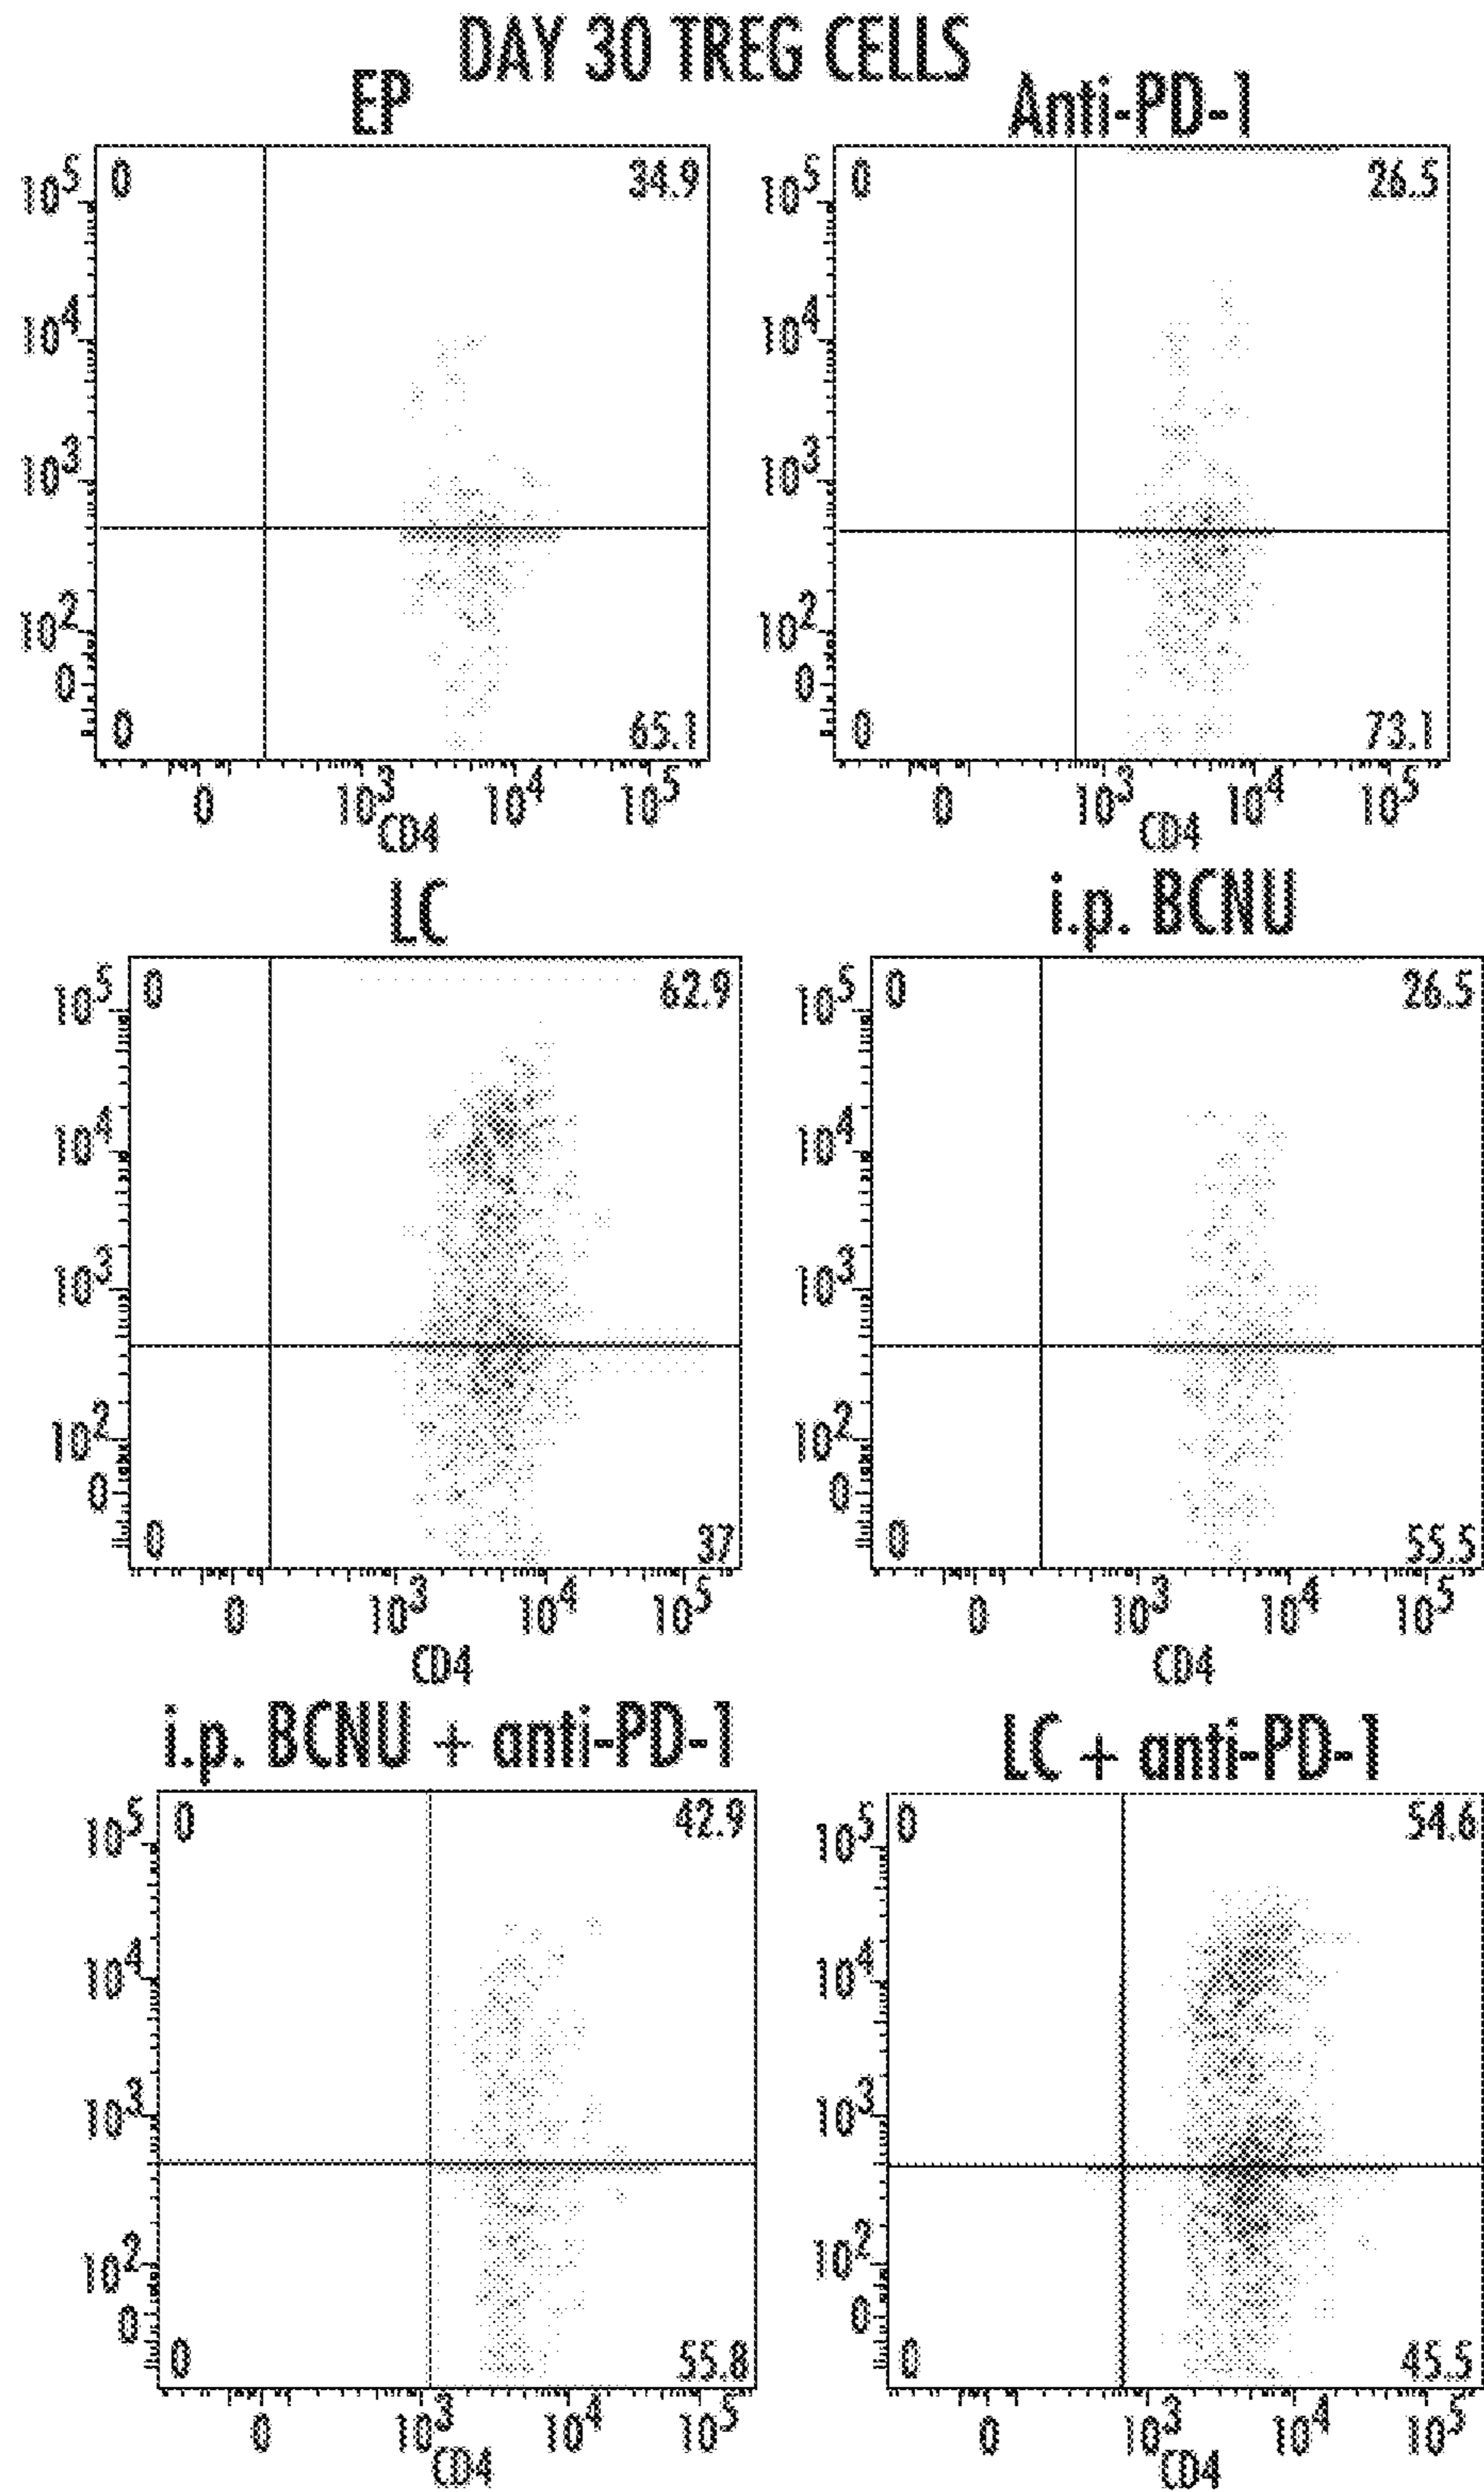 DAY 30 TREG CELLS
EP Anti-PD-1
10^5 0 34.9 10^5 0 26.5
10^4 10^4
10^3 10^3
10^2 10^2
0 0
0 65.1 0 73.1
0 10^3 10^4 10^5 0 10^3 10^4 10^5
CD4 CD4
LC i.p. BCNU
10^5 0 62.9 10^5 0 26.5
10^4 10^4
10^3 10^3
10^2 10^2
0 0
0 37 0 55.5
0 10^3 10^4 10^5 0 10^3 10^4 10^5
CD4 CD4
i.p. BCNU + anti-PD-1 LC + anti-PD-1
10^5 0 42.9 10^5 0 54.6
10^4 10^4
10^3 10^3
10^2 10^2
0 0
0 55.8 0 45.5
0 10^3 10^4 10^5 0 10^3 10^4 10^5
CD4 CD4